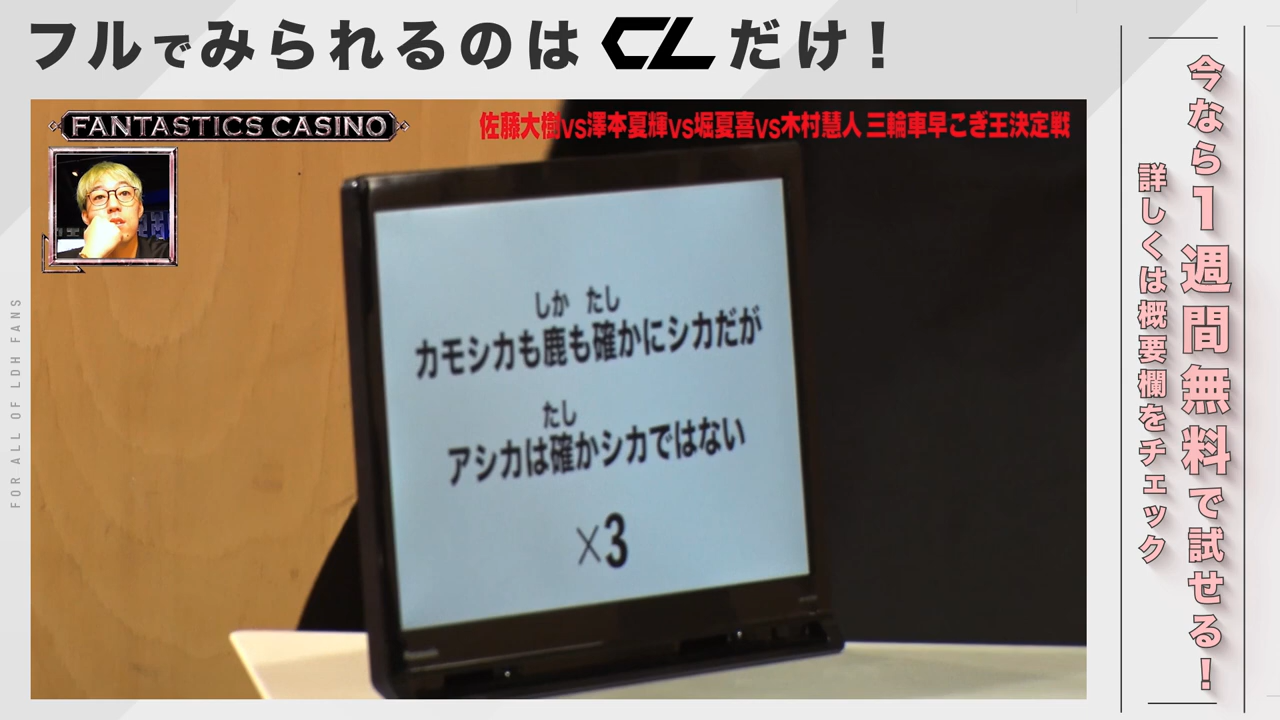 フルでみられるのは CL だけ!
FANTASTICS CASINO
佐藤大樹vs澤本夏輝vs堀夏喜vs木村慧人 三輪車早こぎ王決定戦
しか たし
カモシカも鹿も確かにシカだが
たし
アシカは確かシカではない
×3
今なら1週間無料で試せる!
詳しくは概要欄をチェック
FOR ALL OF LDH FANS